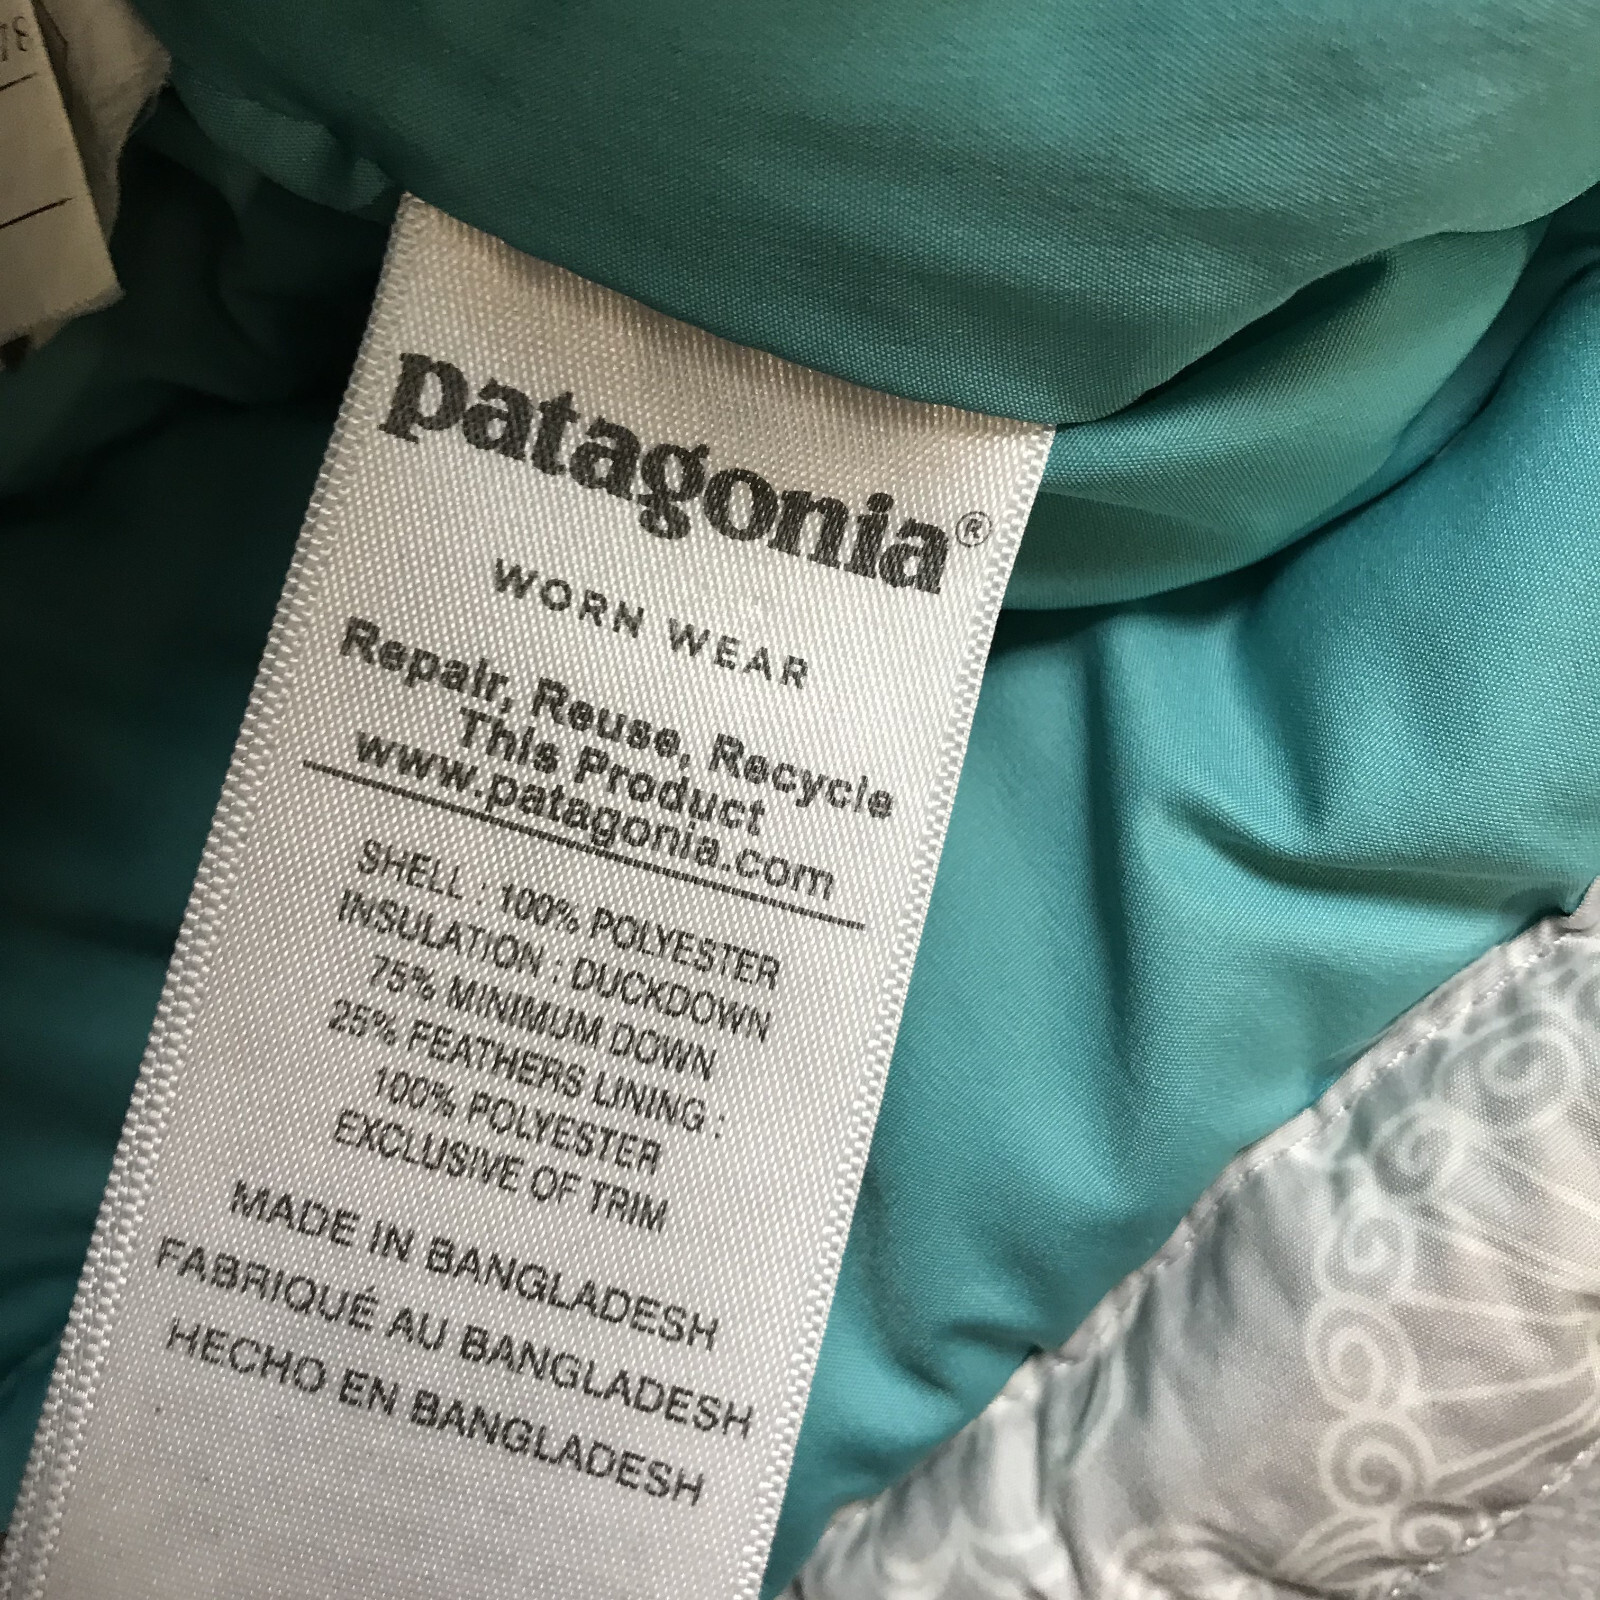 patagonia®
WORN WEAR
Repair, Reuse, Recycle
This Product
www.patagonia.com
SHELL : 100% POLYESTER
INSULATION : DUCKDOWN
75% MINIMUM DOWN
25% FEATHERS LINING :
100% POLYESTER
EXCLUSIVE OF TRIM
MADE IN BANGLADESH
FABRIQUÉ AU BANGLADESH
HECHO EN BANGLADESH